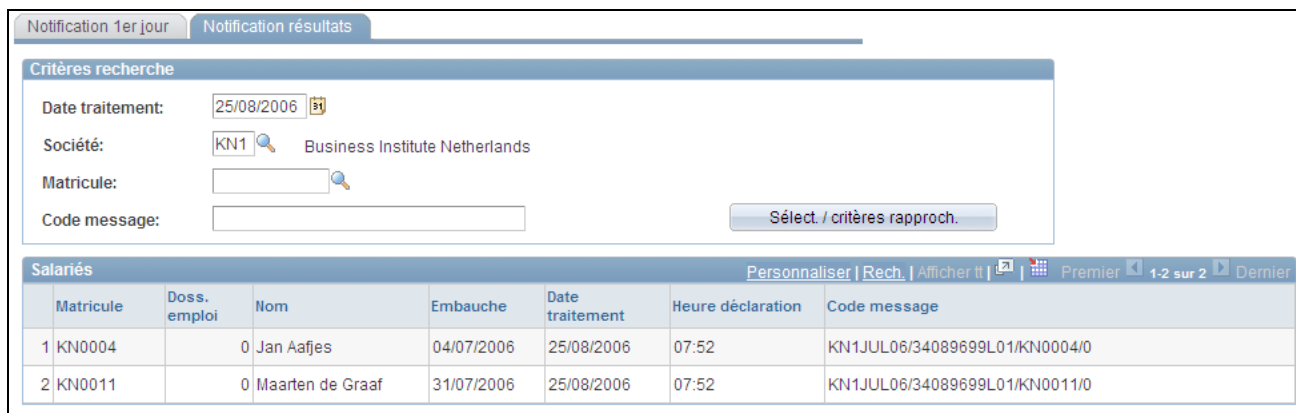 Notification 1er jour Notification résultats
Critères recherche
Date traitement: 25/08/2006 31
Société: KN1 Business Institute Netherlands
Matricule:
Code message: Sélect. / critères rapproch.
Salariés Personnaliser | Rech. | Afficher tt | | Premier 1-2 sur 2 Dernier
Matricule Doss. emploi Nom Embauche Date traitement Heure déclaration Code message
1 KN0004 0 Jan Aafjes 04/07/2006 25/08/2006 07:52 KN1JUL06/34089699L01/KN0004/0
2 KN0011 0 Maarten de Graaf 31/07/2006 25/08/2006 07:52 KN1JUL06/34089699L01/KN0011/0